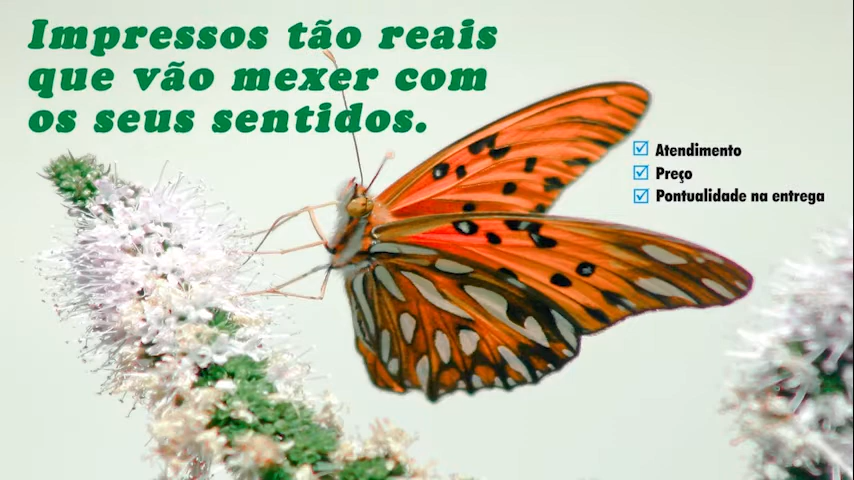 Impressos tão reais
que vão mexer com
os seus sentidos.
Atendimento
Preço
Pontualidade na entrega